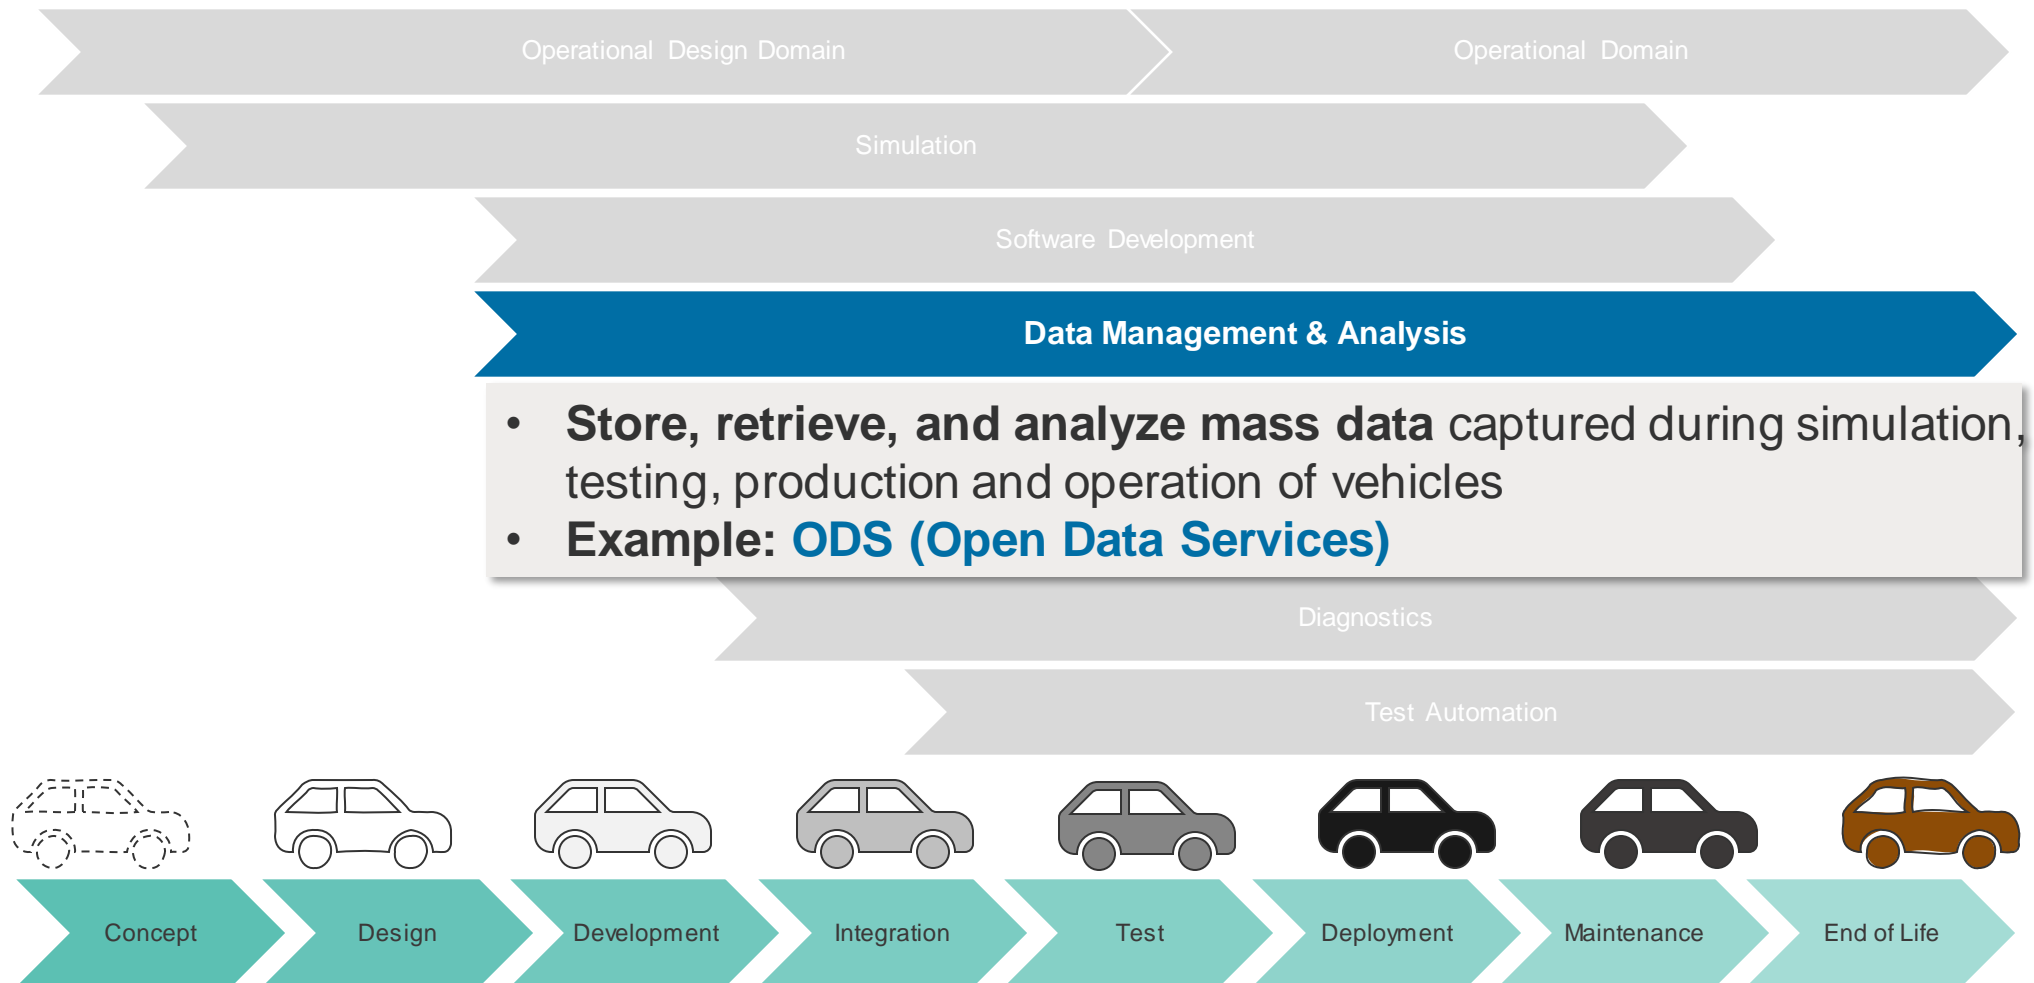 Operational Design Domain
Operational Domain
Simulation
Software Development
Data Management & Analysis
• Store, retrieve, and analyze mass data captured during simulation,
testing, production and operation of vehicles
• Example: ODS (Open Data Services)
Diagnostics
Test Automation
Concept
Design
Development
Integration
Test
Deployment
Maintenance
End of Life